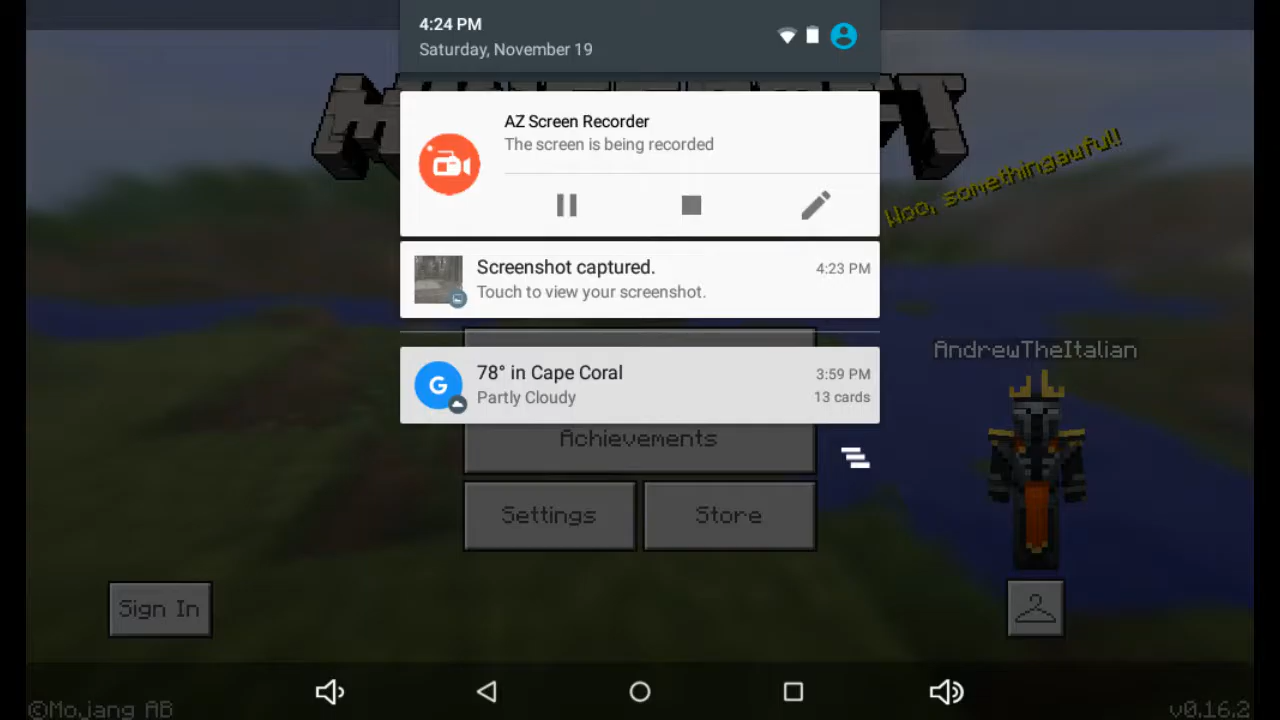 4:24 PM
Saturday, November 19
AZ Screen Recorder
The screen is being recorded
Woo, somethingawful!
Screenshot captured.
4:23 PM
Touch to view your screenshot.
AndrewTheItalian
78° in Cape Coral
3:59 PM
G
Partly Cloudy
13 cards
Achievements
Settings
Store
Sign In
©Mojang AB
v0.16.2